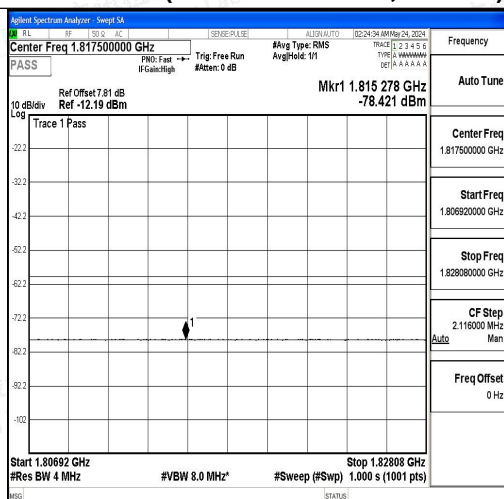 Agilent Spectrum Analyzer - Swept SA
RL RF 50 Ω AC SENSE:PULSE ALIGN AUTO 02:24:34 AM May 24, 2024
Center Freq 1.817500000 GHz
PASS
PNO: Fast
IFGain:High
Trig: Free Run
#Atten: 0 dB
#Avg Type: RMS
Avg|Hold: 1/1
TRACE 1 2 3 4 5 6
TYPE A WWWWW
DET A A A A A A
Ref Offset 7.81 dB
Ref -12.19 dBm
10 dB/div
Log
Mkr1 1.815 278 GHz
-78.421 dBm
Trace 1 Pass
-22.2
-32.2
-42.2
-52.2
-62.2
-72.2
-82.2
-92.2
-102
1
Start 1.80692 GHz
Stop 1.82808 GHz
#Res BW 4 MHz
#VBW 8.0 MHz*
#Sweep (#Swp) 1.000 s (1001 pts)
MSG
STATUS
Frequency
Auto Tune
Center Freq
1.817500000 GHz
Start Freq
1.806920000 GHz
Stop Freq
1.828080000 GHz
CF Step
2.116000 MHz
Auto Man
Freq Offset
0 Hz